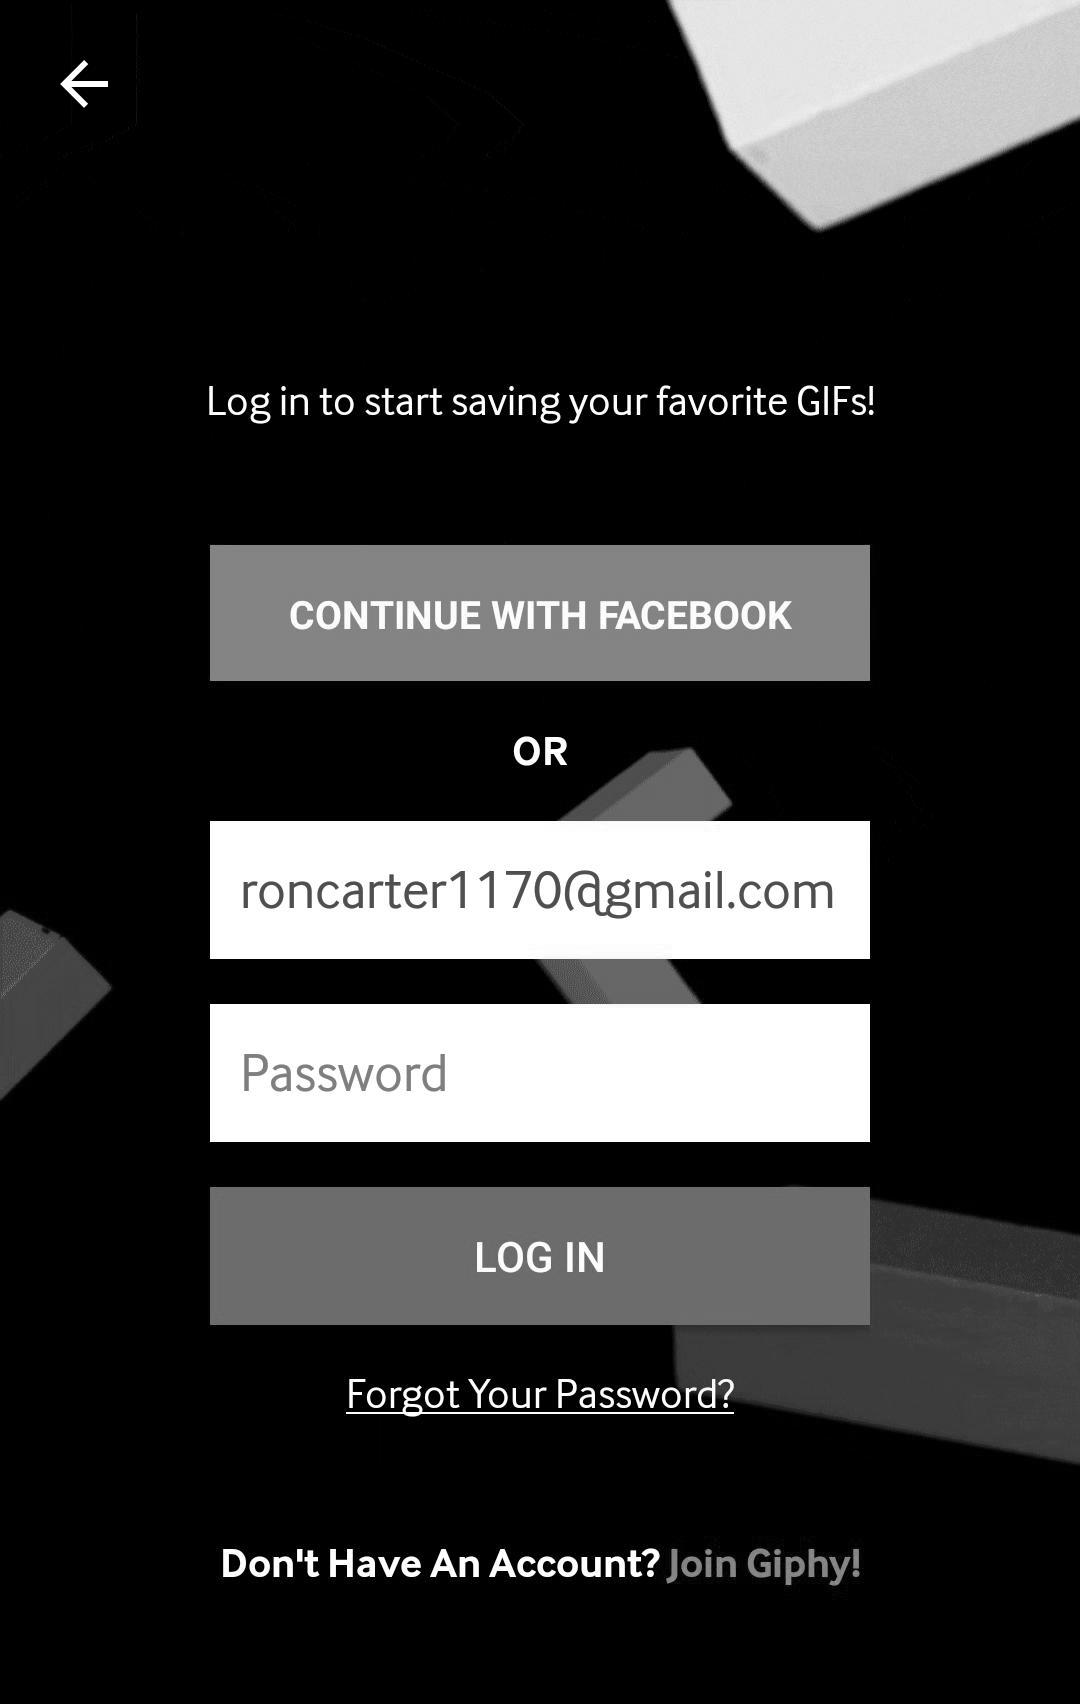 Log in to start saving your favorite GIFs!
CONTINUE WITH FACEBOOK
OR
roncarter1170@gmail.com
Password
LOG IN
Forgot Your Password?
Don't Have An Account? Join Giphy!